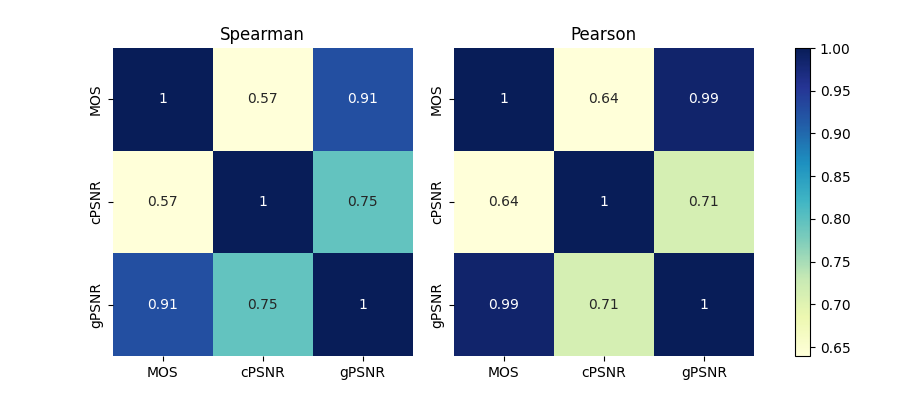 Spearman
MOS
1
0.57
0.91
cPSNR
0.57
1
0.75
gPSNR
0.91
0.75
1
MOS
cPSNR
gPSNR
Pearson
MOS
1
0.64
0.99
cPSNR
0.64
1
0.71
gPSNR
0.99
0.71
1
MOS
cPSNR
gPSNR
1.00
0.95
0.90
0.85
0.80
0.75
0.70
0.65